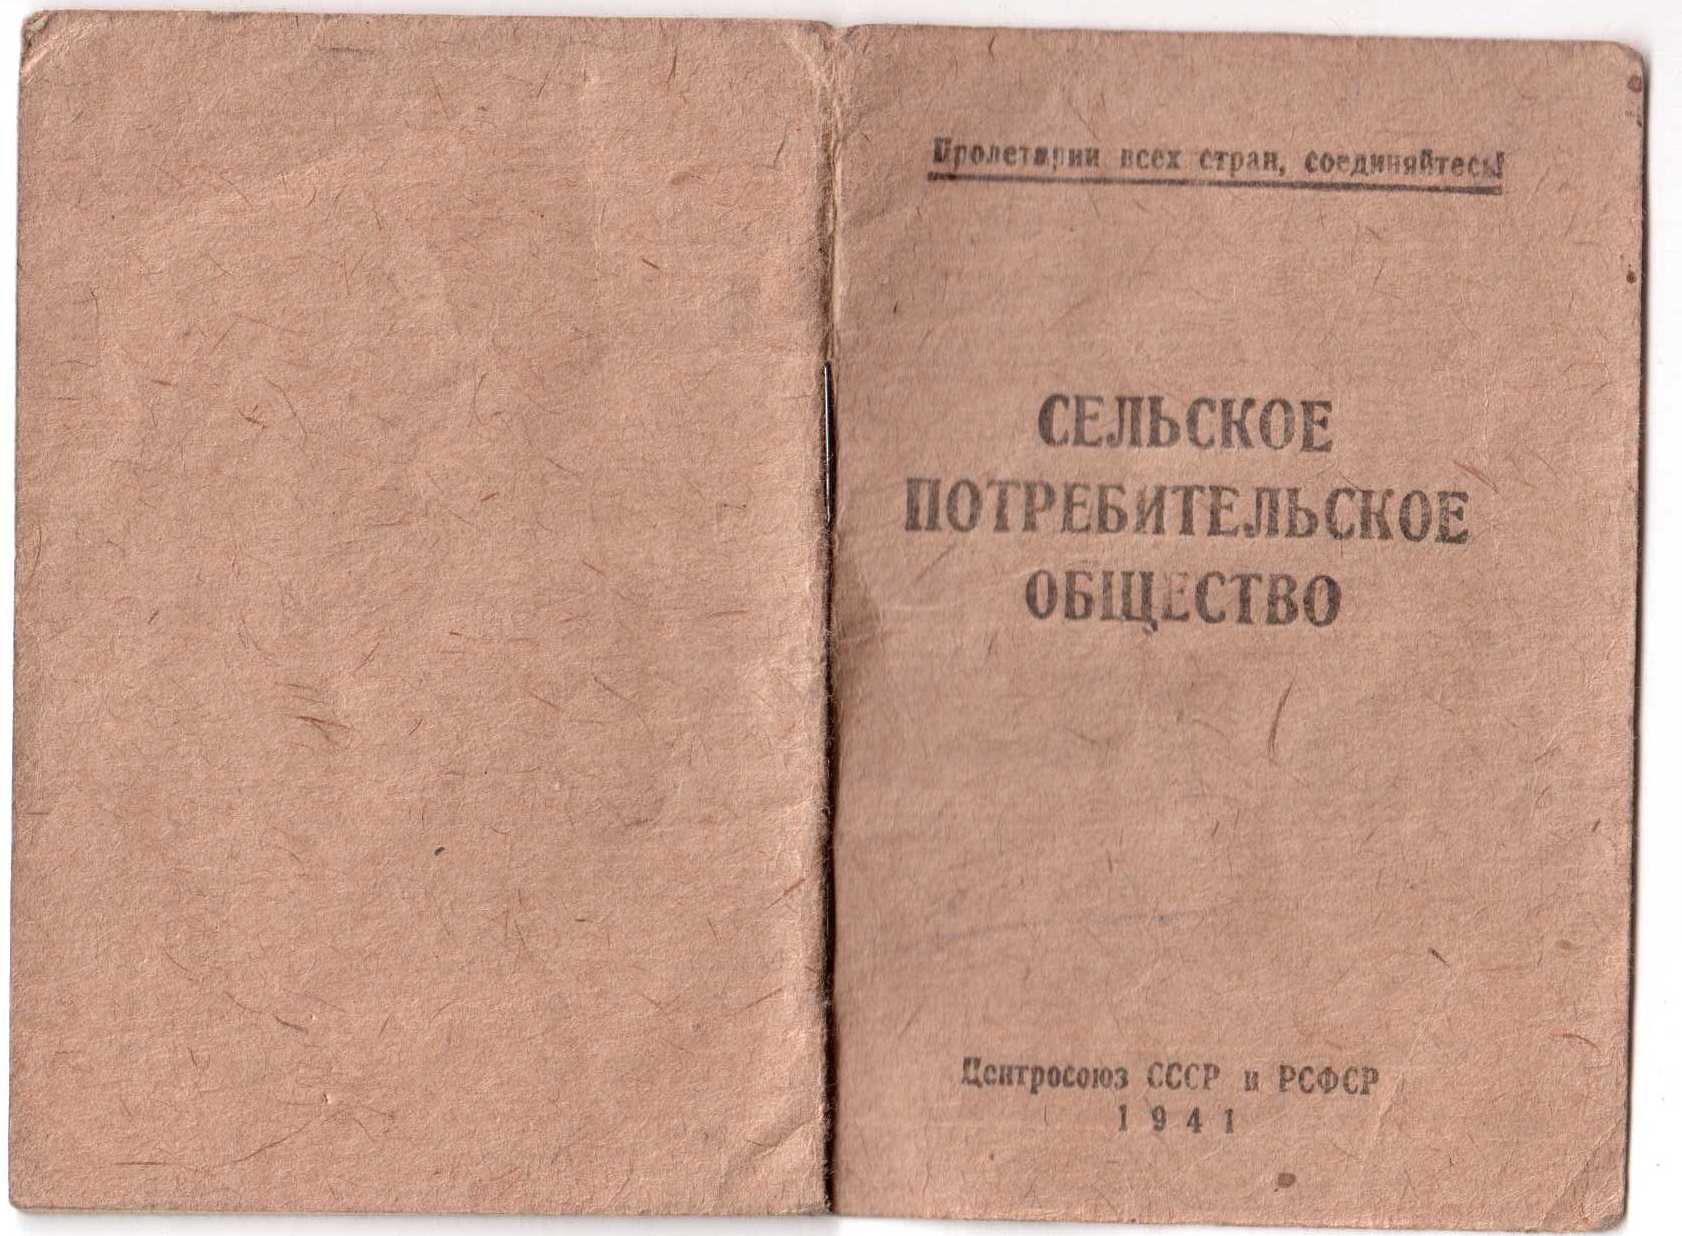 Пролетарии всех стран, соединяйтесь!
СЕЛЬСКОЕ
ПОТРЕБИТЕЛЬСКОЕ
ОБЩЕСТВО
Центросоюз СССР и РСФСР
1941